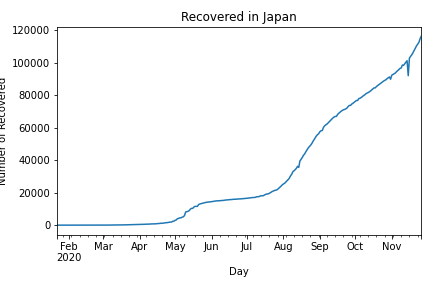 Recovered in Japan
Number of Recovered
120000
100000
80000
60000
40000
20000
0
Feb Mar Apr May Jun Jul Aug Sep Oct Nov
2020
Day